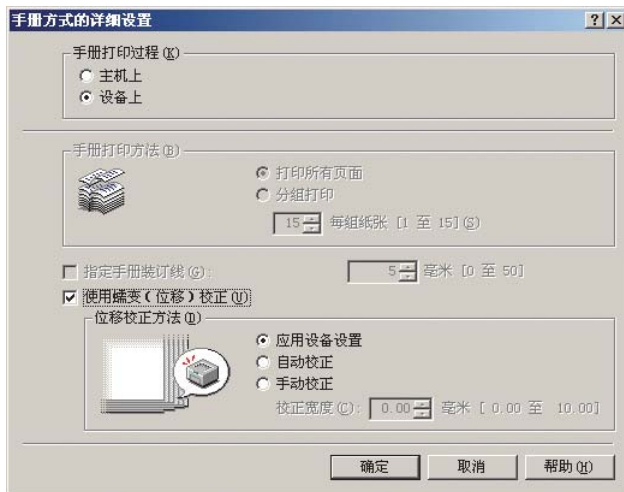 手册方式的详细设置
手册打印过程(K)
主机上
设备上
手册打印方法(B)
打印所有页面
分组打印
15 每组纸张 [1 至 15](S)
指定手册装订线(G): 5 毫米 [0 至 50]
使用蠕变(位移)校正(U)
位移校正方法(D)
应用设备设置
自动校正
手动校正
校正宽度(C): 0.00 毫米 [ 0.00 至 10.00]
确定 取消 帮助(H)